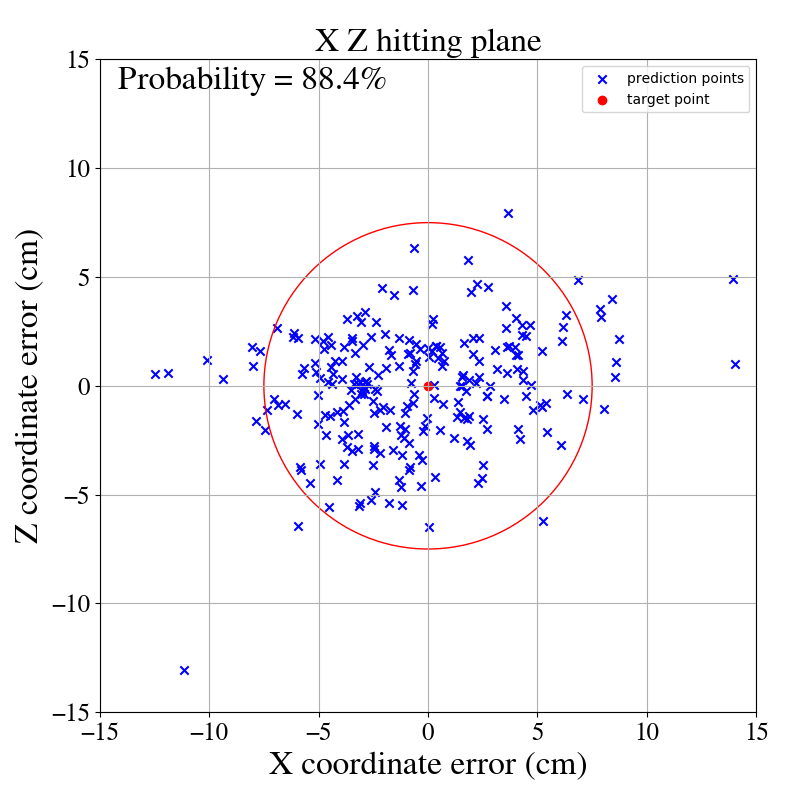 X Z hitting plane
Probability = 88.4%
prediction points
target point
Z coordinate error (cm)
15
10
5
0
−5
−10
−15
−15 −10 −5 0 5 10 15
X coordinate error (cm)